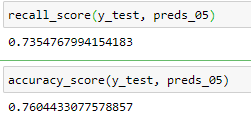 recall_score(y_test, preds_05)
0.7354767994154183
accuracy_score(y_test, preds_05)
0.7604433077578857